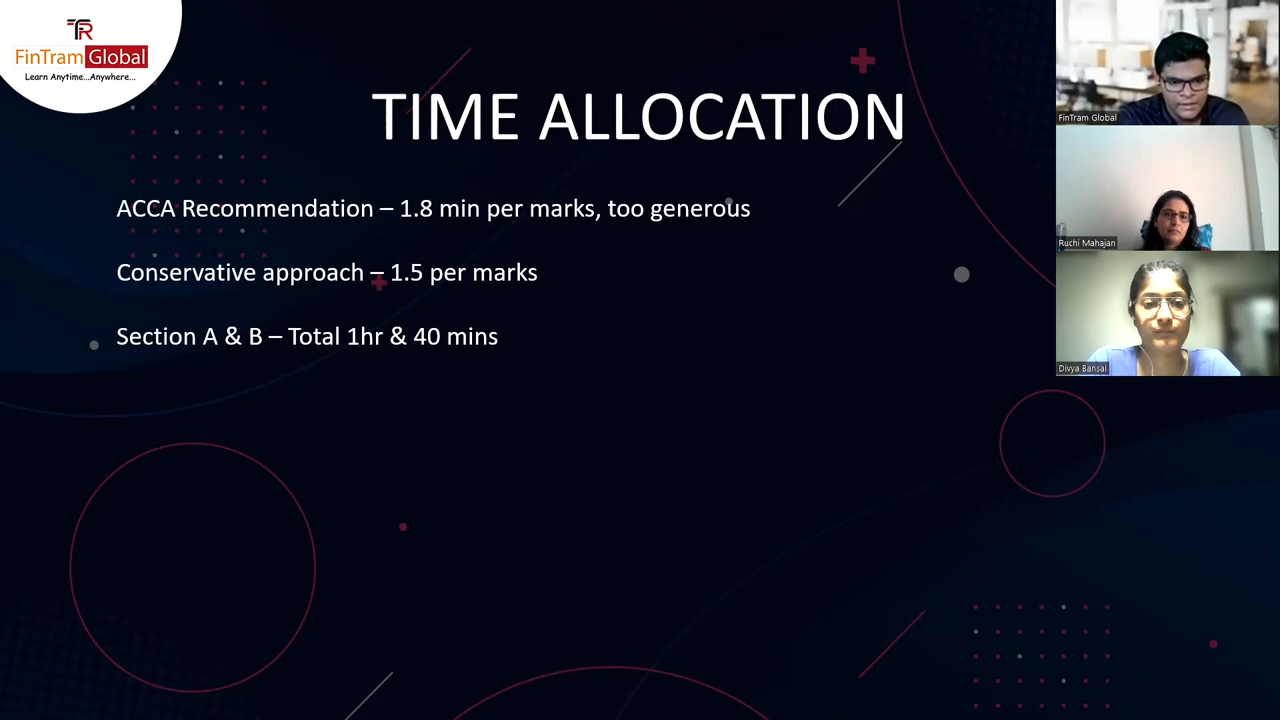 TR
FinTram Global
Learn Anytime...Anywhere...
TIME ALLOCATION
ACCA Recommendation – 1.8 min per marks, too generous
Conservative approach – 1.5 per marks
Section A & B – Total 1hr & 40 mins
FinTram Global
Ruchi Mahajan
Divya Bansal